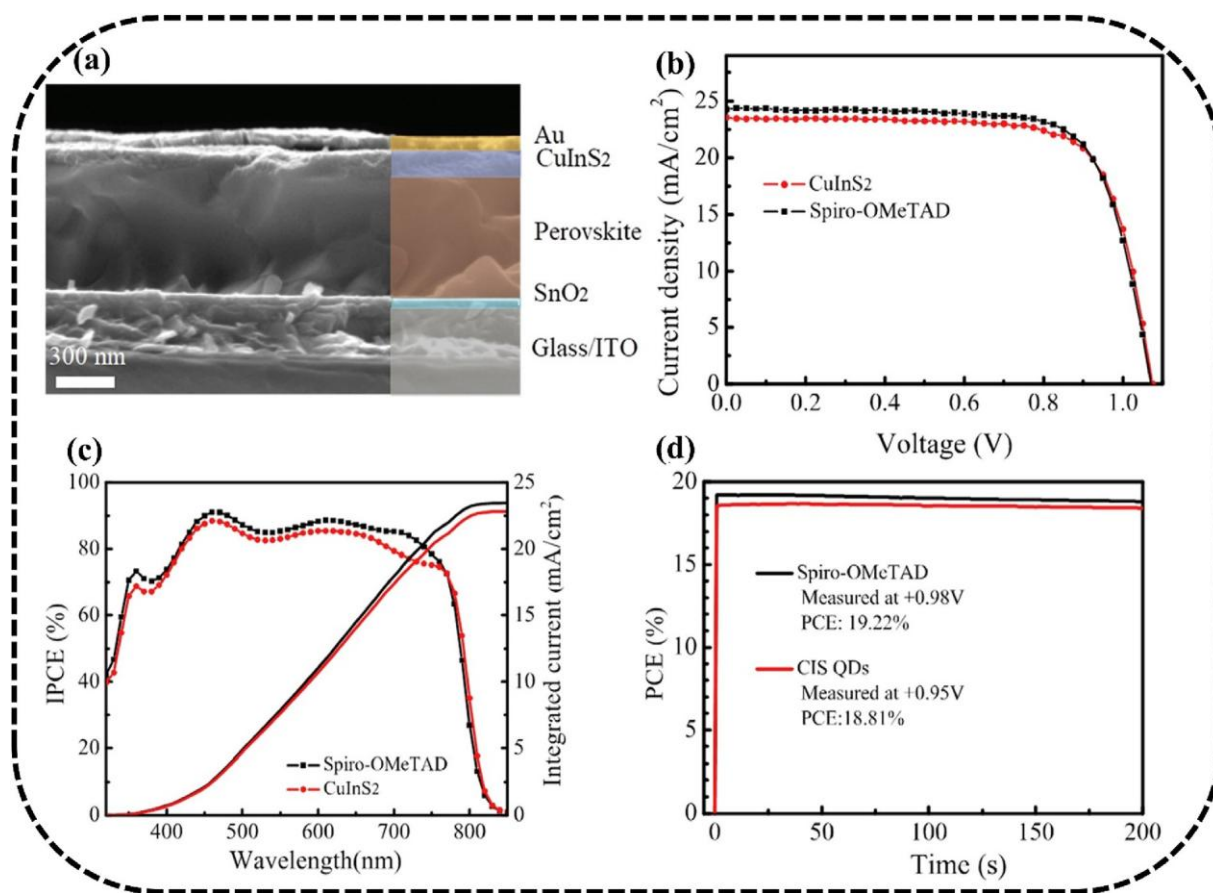 (a)
Au
CuInS2
Perovskite
SnO2
Glass/ITO
300 nm
(b)
Current density (mA/cm²)
25
20
15
10
5
0
CuInS2
Spiro-OMeTAD
0.0 0.2 0.4 0.6 0.8 1.0
Voltage (V)
(c)
IPCE (%)
100
80
60
40
20
0
Spiro-OMeTAD
CuInS2
25
20
15
10
5
0
Integrated current (mA/cm²)
400 500 600 700 800
Wavelength(nm)
(d)
PCE (%)
20
15
10
5
0
Spiro-OMeTAD
Measured at +0.98V
PCE: 19.22%
CIS QDs
Measured at +0.95V
PCE:18.81%
0 50 100 150 200
Time (s)